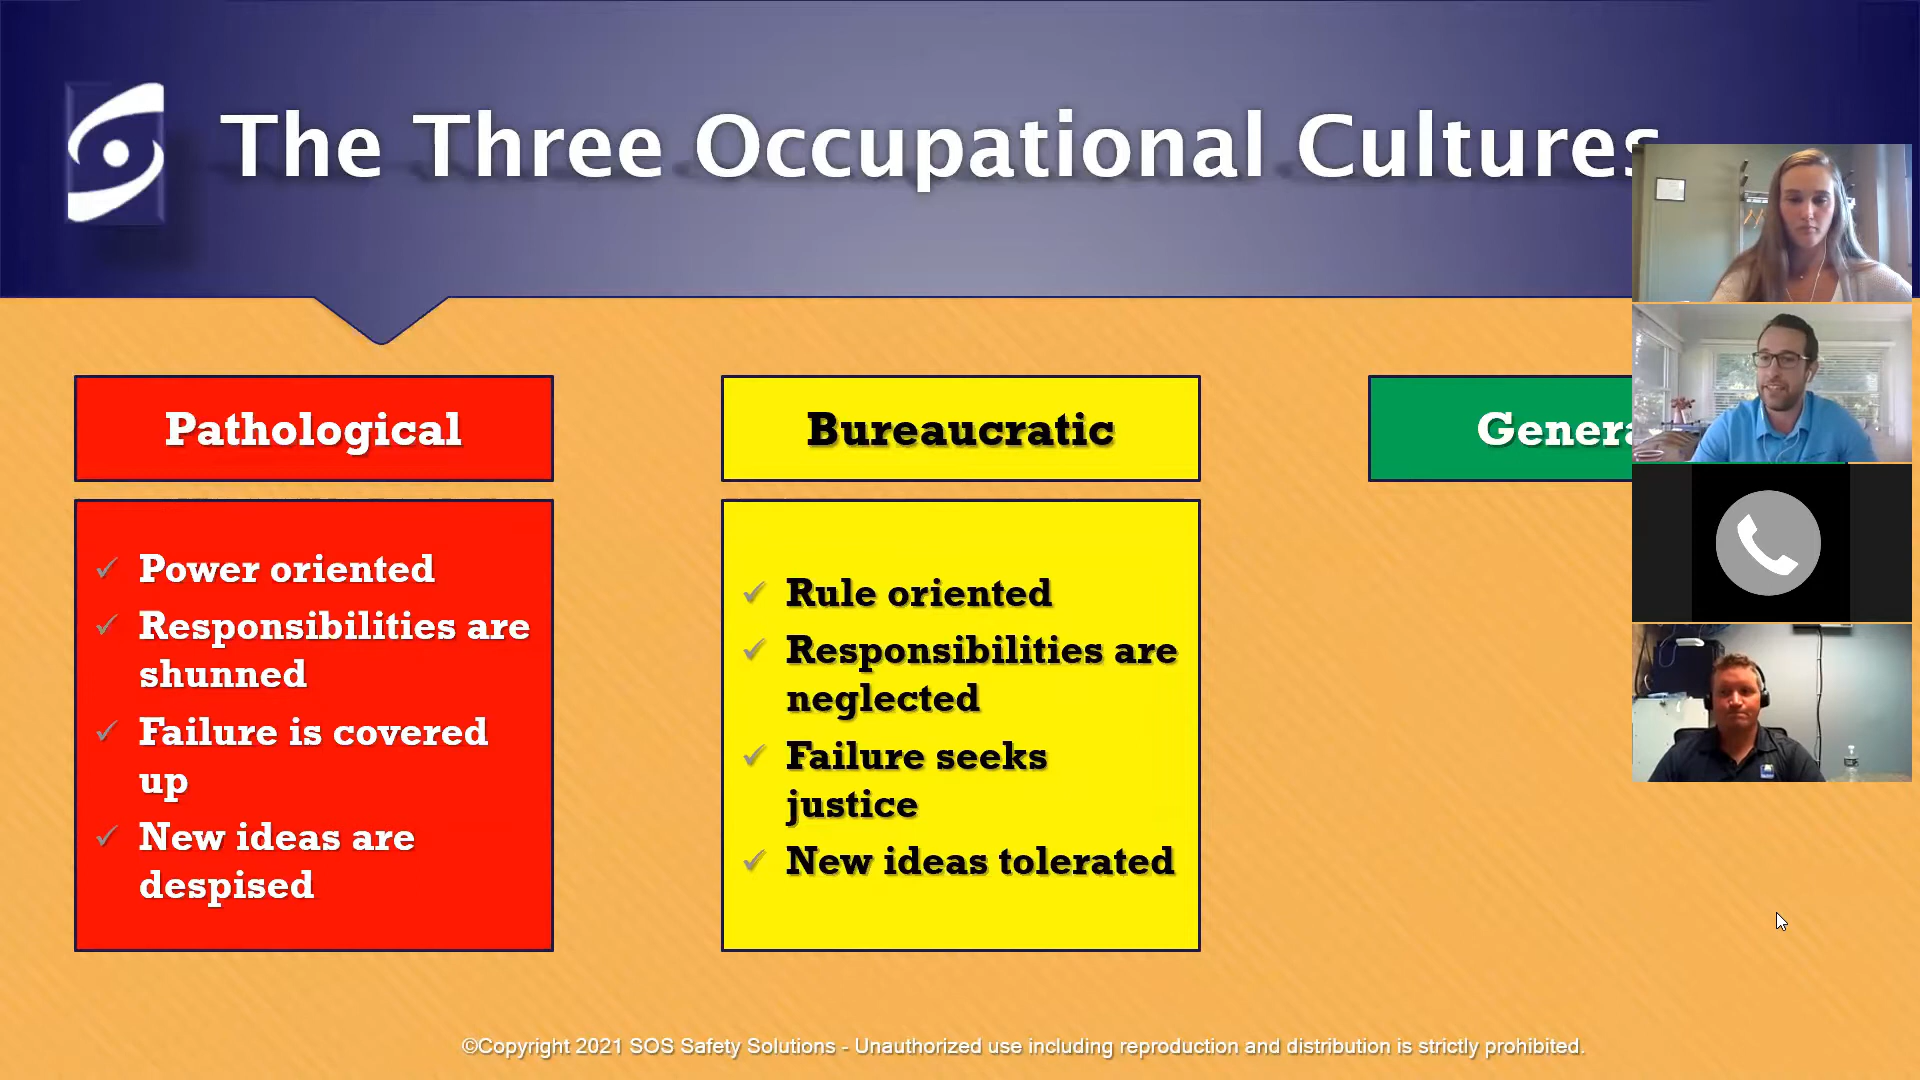 The Three Occupational Cultures
Pathological
Power oriented
Responsibilities are
shunned
Failure is covered
up
New ideas are
despised
Bureaucratic
Rule oriented
Responsibilities are
neglected
Failure seeks
justice
New ideas tolerated
Genera
©Copyright 2021 SOS Safety Solutions - Unauthorized use including reproduction and distribution is strictly prohibited.